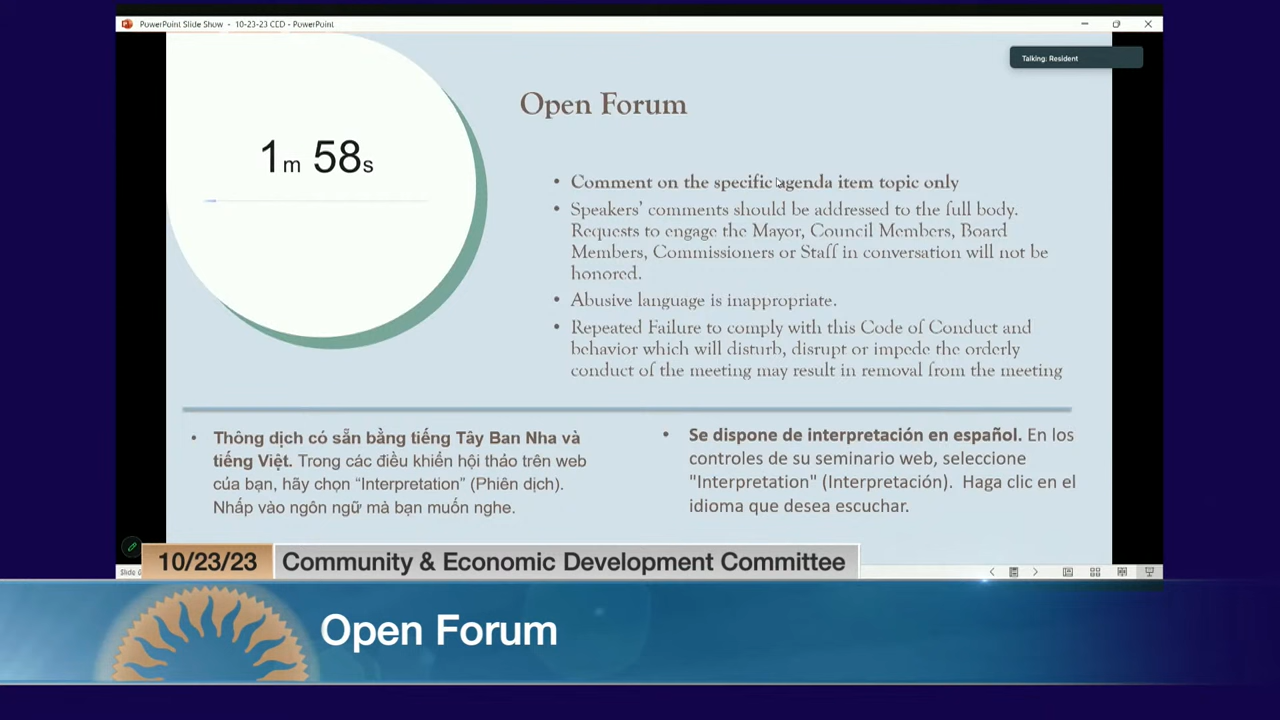 PowerPoint Slide Show - 10-23-23 CED - PowerPoint
Talking: Resident
1m 58s
Open Forum
• Comment on the specific agenda item topic only
• Speakers’ comments should be addressed to the full body.
Requests to engage the Mayor, Council Members, Board
Members, Commissioners or Staff in conversation will not be
honored.
• Abusive language is inappropriate.
• Repeated Failure to comply with this Code of Conduct and
behavior which will disturb, disrupt or impede the orderly
conduct of the meeting may result in removal from the meeting
• Thông dịch có sẵn bằng tiếng Tây Ban Nha và
tiếng Việt. Trong các điều khiển hội thảo trên web
của bạn, hãy chọn “Interpretation” (Phiên dịch).
Nhấp vào ngôn ngữ mà bạn muốn nghe.
• Se dispone de interpretación en español. En los
controles de su seminario web, seleccione
"Interpretation" (Interpretación). Haga clic en el
idioma que desea escuchar.
Slide
10/23/23 Community & Economic Development Committee
Open Forum